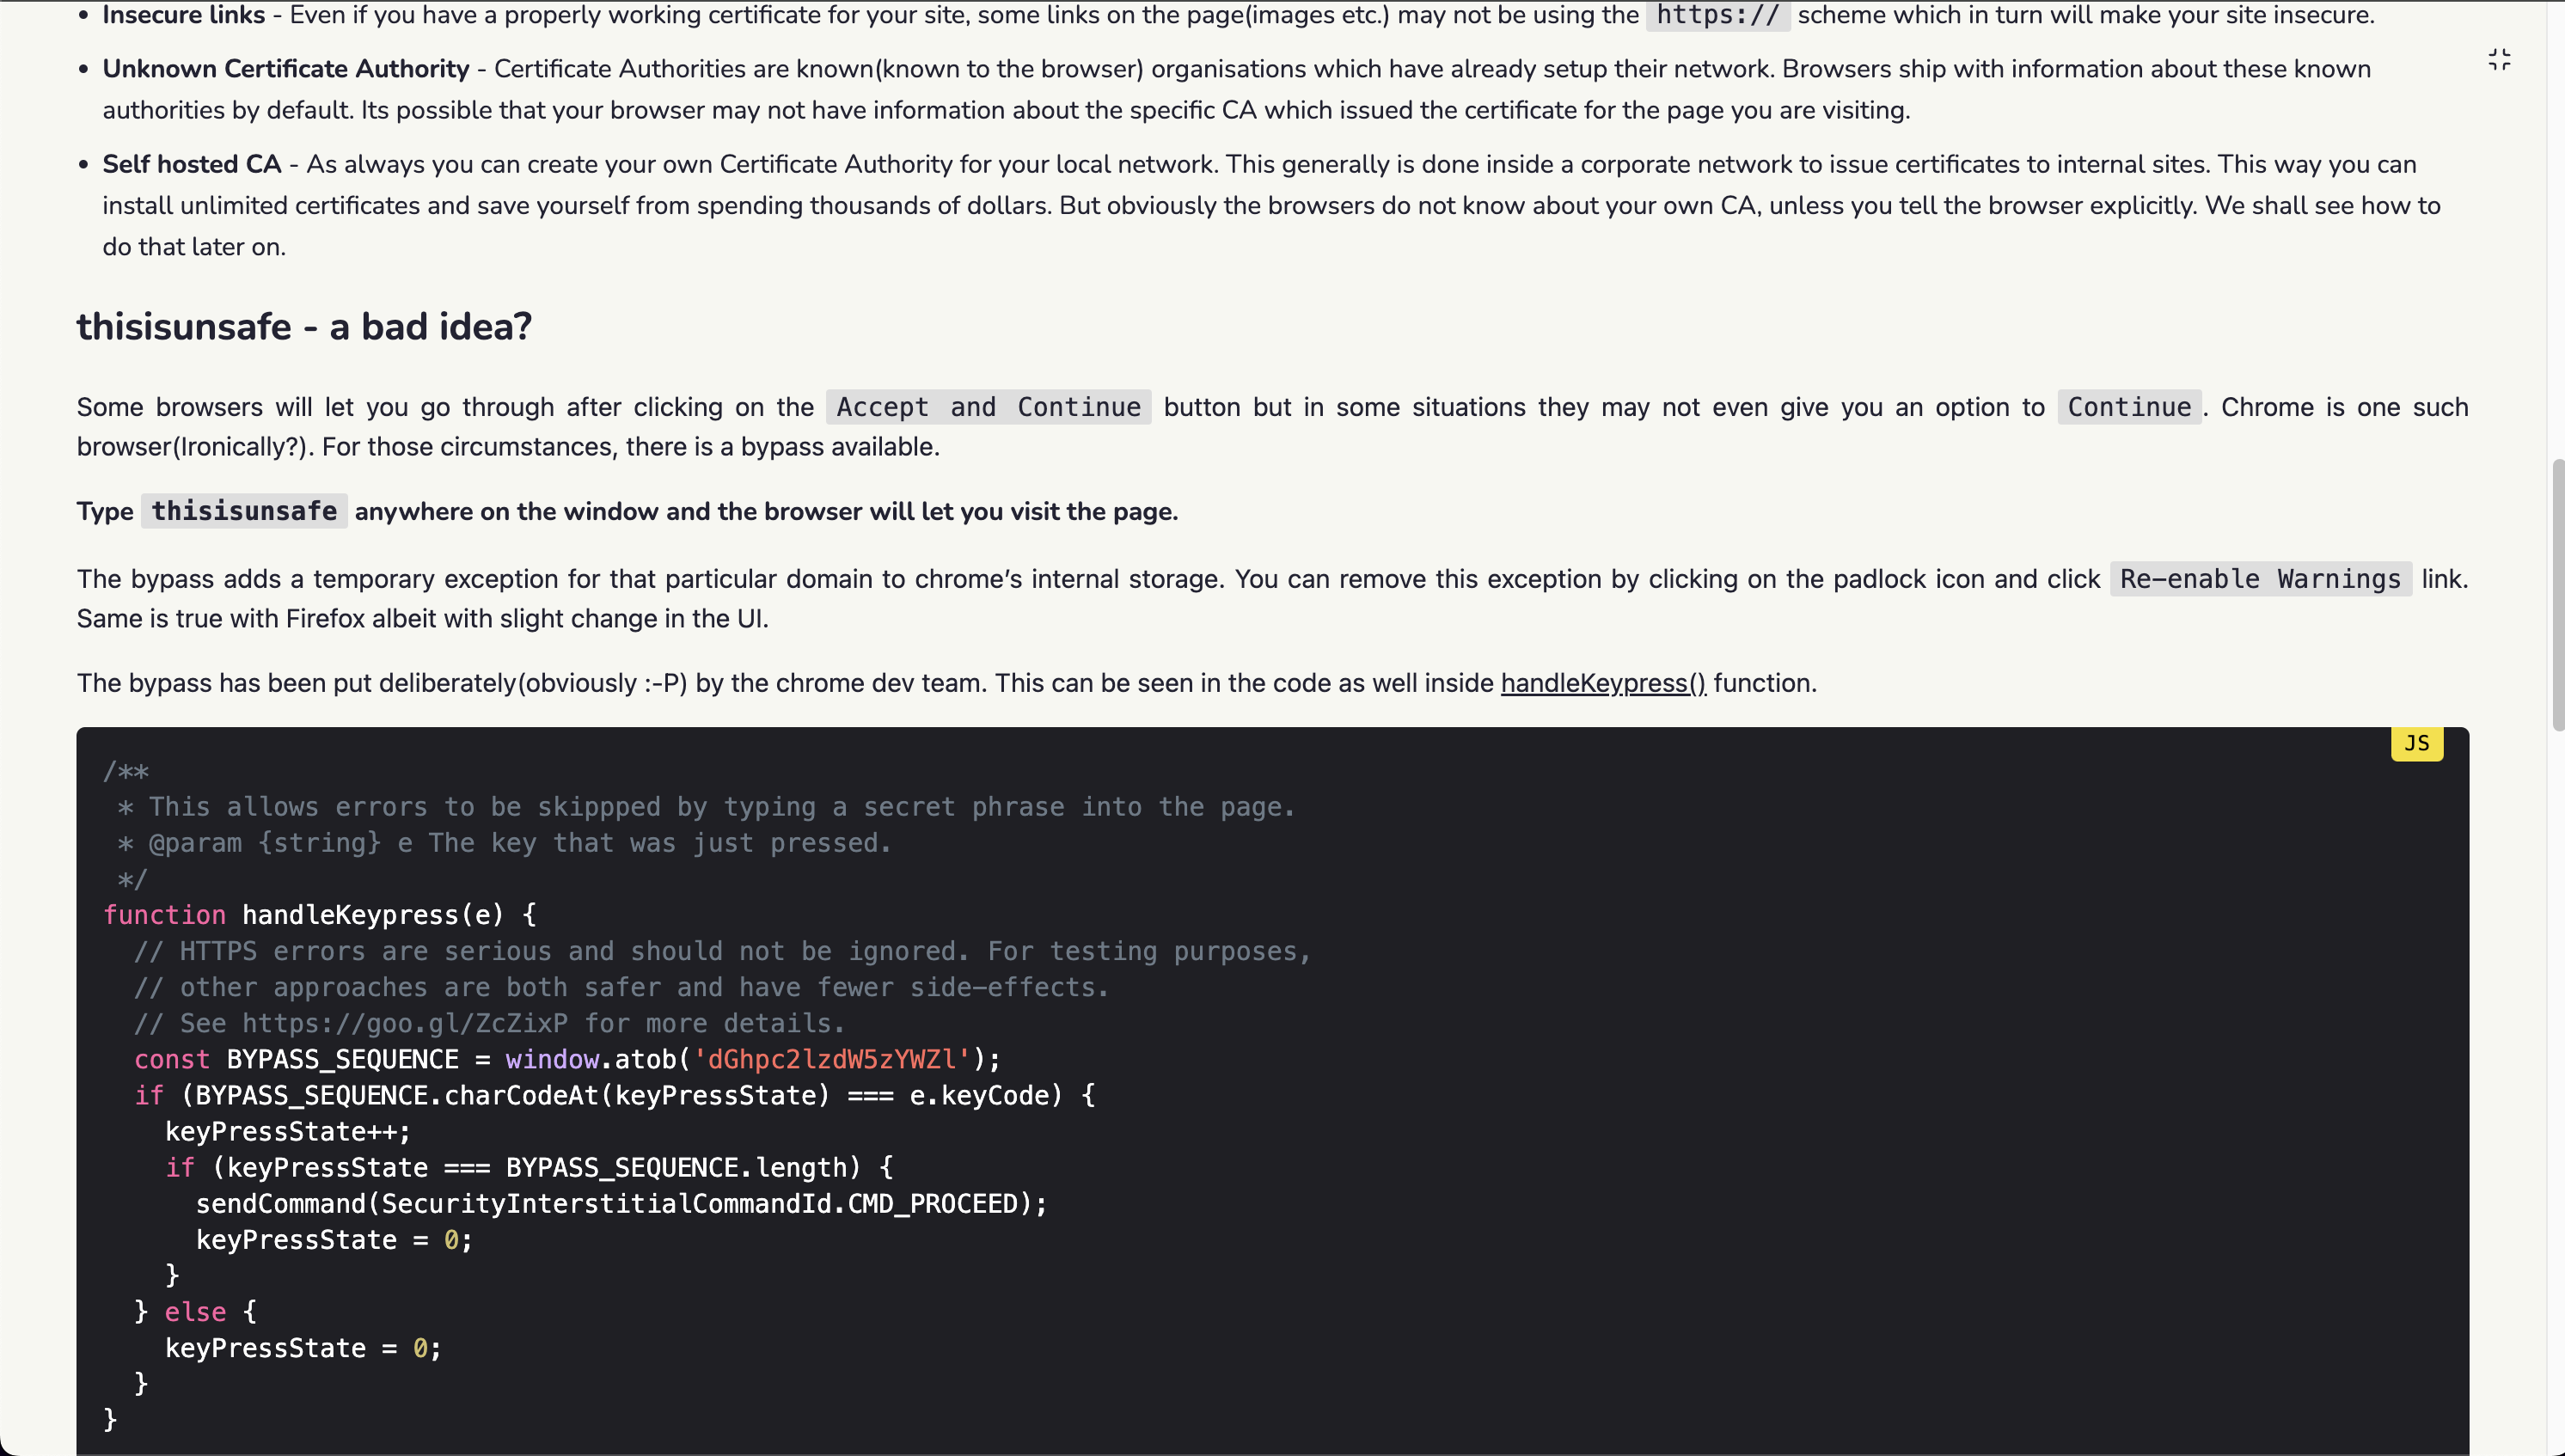 • Insecure links - Even if you have a properly working certificate for your site, some links on the page(images etc.) may not be using the https:// scheme which in turn will make your site insecure.
• Unknown Certificate Authority - Certificate Authorities are known(known to the browser) organisations which have already setup their network. Browsers ship with information about these known
authorities by default. Its possible that your browser may not have information about the specific CA which issued the certificate for the page you are visiting.
• Self hosted CA - As always you can create your own Certificate Authority for your local network. This generally is done inside a corporate network to issue certificates to internal sites. This way you can
install unlimited certificates and save yourself from spending thousands of dollars. But obviously the browsers do not know about your own CA, unless you tell the browser explicitly. We shall see how to
do that later on.
thisisunsafe - a bad idea?
Some browsers will let you go through after clicking on the Accept and Continue button but in some situations they may not even give you an option to Continue. Chrome is one such
browser(Ironically?). For those circumstances, there is a bypass available.
Type thisisunsafe anywhere on the window and the browser will let you visit the page.
The bypass adds a temporary exception for that particular domain to chrome's internal storage. You can remove this exception by clicking on the padlock icon and click Re-enable Warnings link.
Same is true with Firefox albeit with slight change in the UI.
The bypass has been put deliberately(obviously :-P) by the chrome dev team. This can be seen in the code as well inside handleKeypress() function.
JS
/**
 * This allows errors to be skippped by typing a secret phrase into the page.
 * @param {string} e The key that was just pressed.
 */
function handleKeypress(e) {
  // HTTPS errors are serious and should not be ignored. For testing purposes,
  // other approaches are both safer and have fewer side-effects.
  // See https://goo.gl/ZcZixP for more details.
  const BYPASS_SEQUENCE = window.atob('dGhpc2lzdW5zYWZl');
  if (BYPASS_SEQUENCE.charCodeAt(keyPressState) === e.keyCode) {
    keyPressState++;
    if (keyPressState === BYPASS_SEQUENCE.length) {
      sendCommand(SecurityInterstitialCommandId.CMD_PROCEED);
      keyPressState = 0;
    }
  } else {
    keyPressState = 0;
  }
}